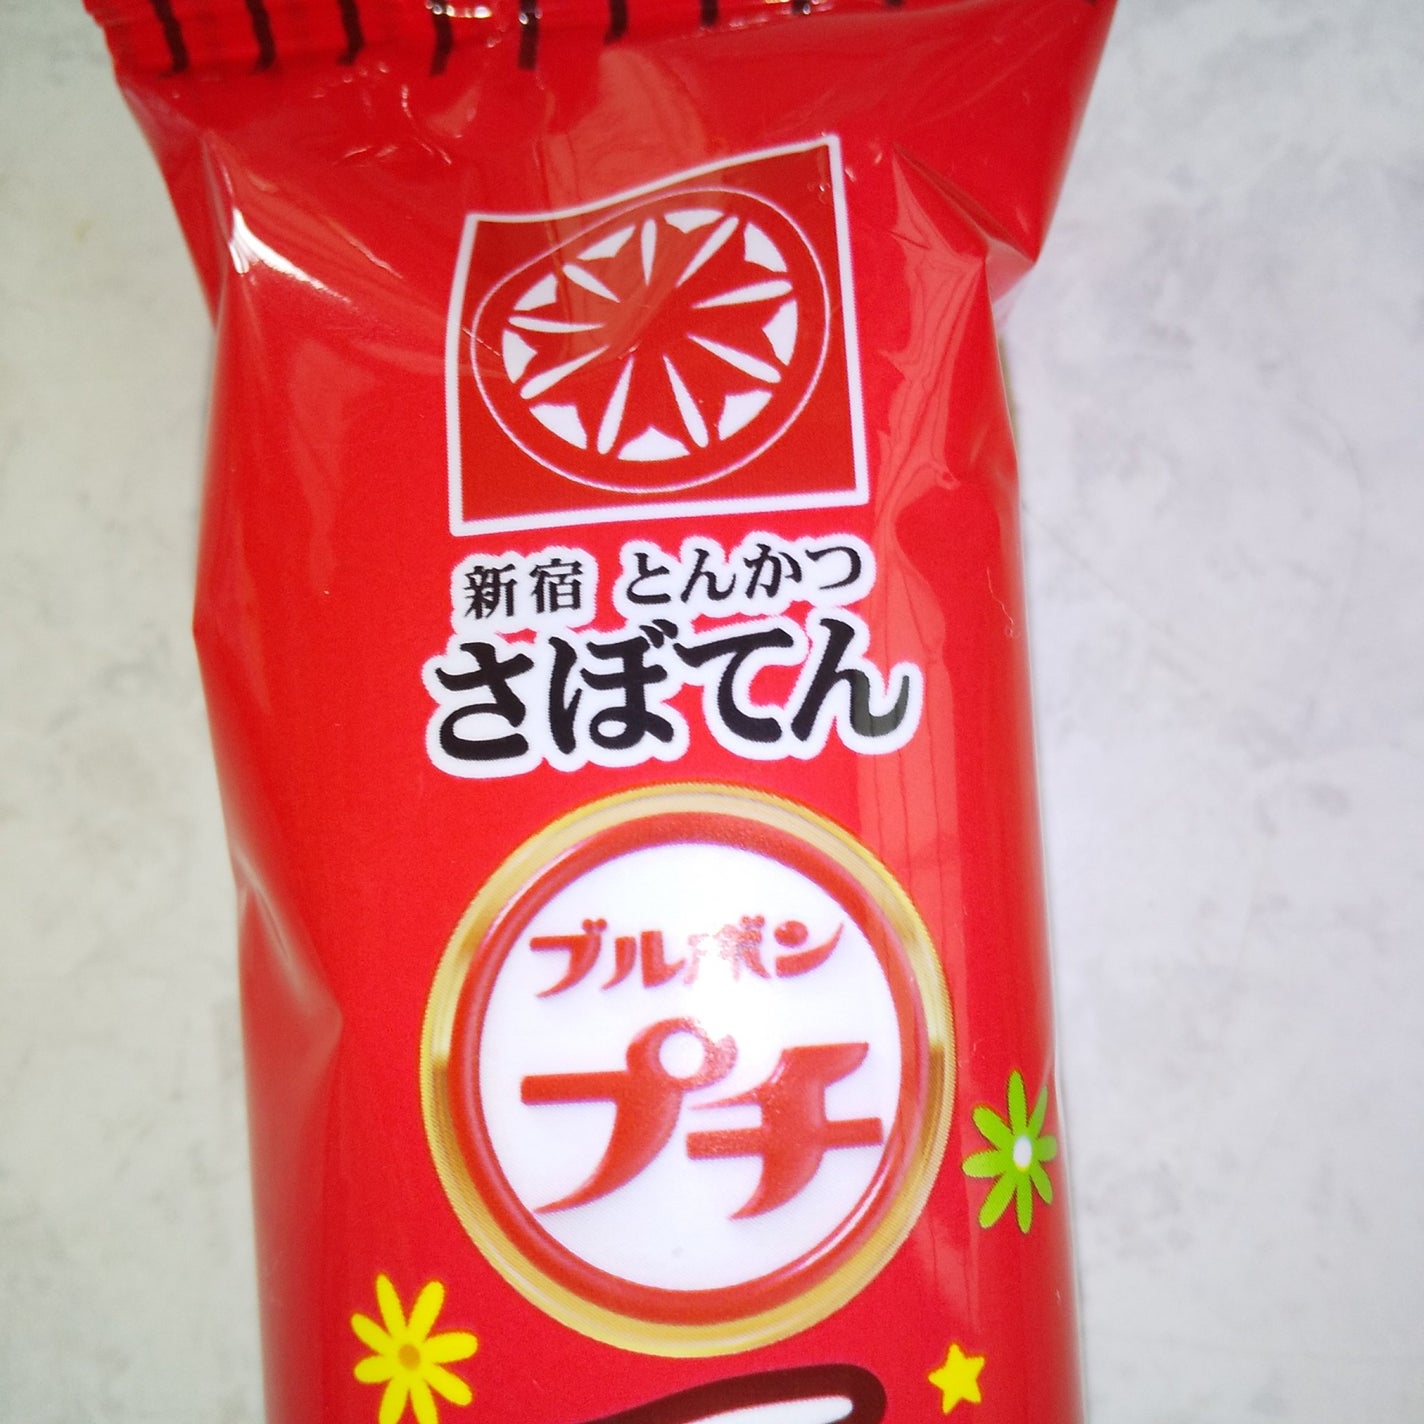 新宿 とんかつ
さぼてん
ブルボン
プチ